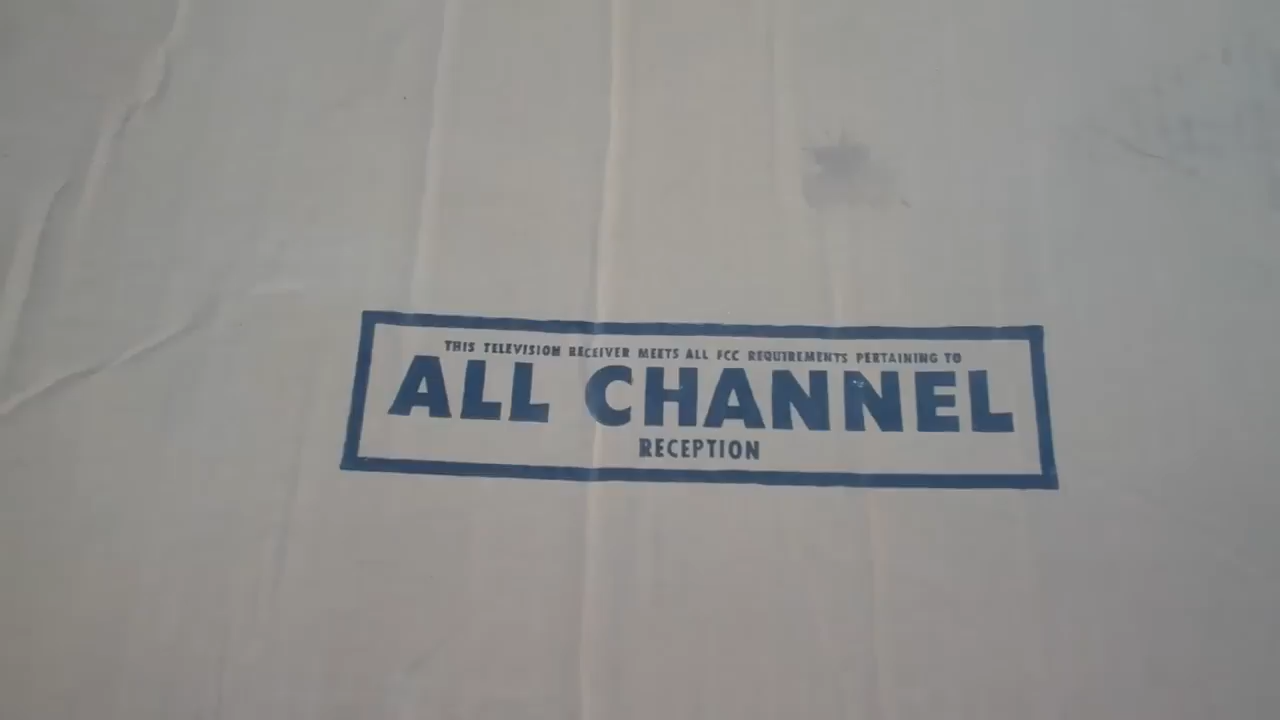 THIS TELEVISION RECEIVER MEETS ALL FCC REQUIREMENTS PERTAINING TO
ALL CHANNEL
RECEPTION